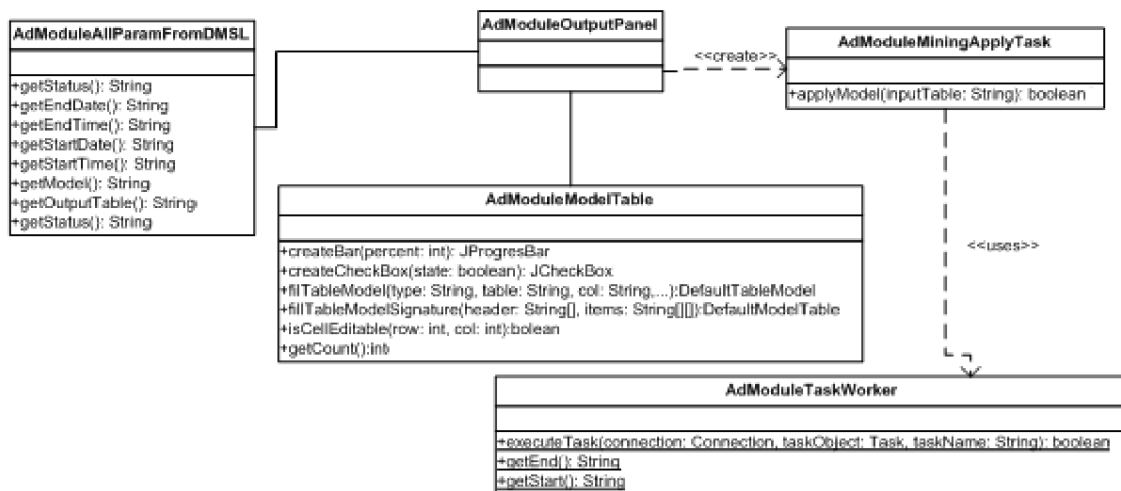 AdModuleAllParamFromDMSL
+getStatus(): String
+getEndDate(): String
+getEndTime(): String
+getStartDate(): String
+getStartTime(): String
+getModel(): String
+getOutputTable(): String
+getStatus(): String
AdModuleOutputPanel
<<create>>
AdModuleMiningApplyTask
+applyModel(inputTable: String): boolean
AdModuleModelTable
+createBar(percent: int): JProgresBar
+createCheckBox(state: boolean): JCheckBox
+filTableModel(type: String, table: String, col: String,...):DefaultTableModel
+fillTableModelSignature(header: String[], items: String[][]):DefaultModelTable
+isCellEditable(row: int, col: int):bolean
+getCount():int
<<uses>>
AdModuleTaskWorker
+executeTask(connection: Connection, taskObject: Task, taskName: String): boolean
+getEnd(): String
+getStart(): String